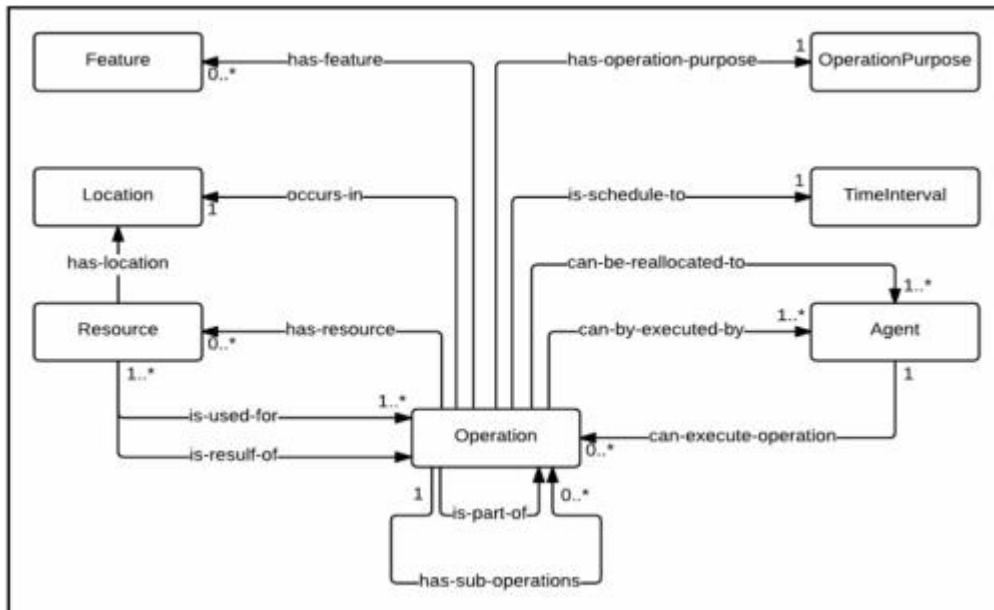 Feature
0..*
has-feature
has-operation-purpose
1
OperationPurpose
Location
1
occurs-in
is-schedule-to
1
TimeInterval
has-location
can-be-reallocated-to
1..*
Resource
0..*
has-resource
can-by-executed-by
1..*
Agent
1..*
1
is-used-for
1..*
Operation
can-execute-operation
0..*
is-resulf-of
1
is-part-of
0..*
has-sub-operations